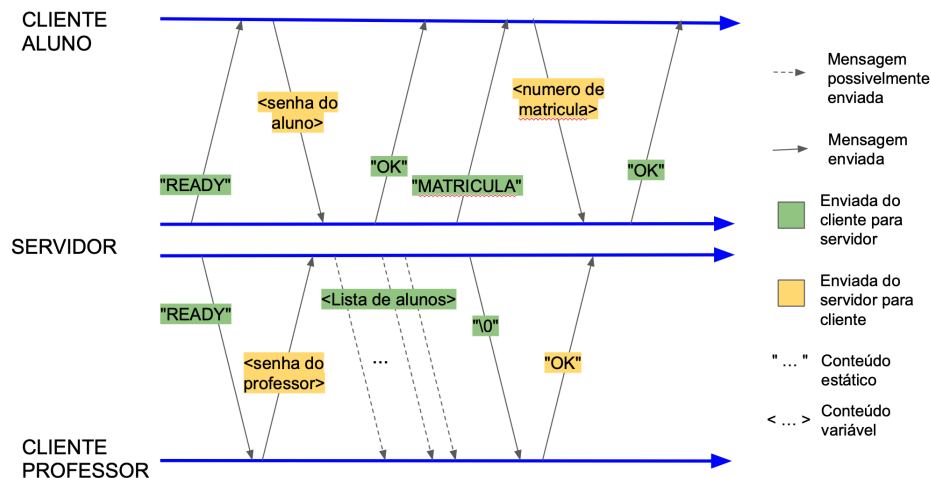 CLIENTE
ALUNO
<senha do
aluno>
<numero de
matricula>
"READY"
"OK"
"MATRICULA"
"OK"
SERVIDOR
"READY"
<Lista de alunos>
"\0"
<senha do
professor>
...
"OK"
CLIENTE
PROFESSOR
Mensagem
possivelmente
enviada
Mensagem
enviada
Enviada do
cliente para
servidor
Enviada do
servidor para
cliente
" ... "
Conteúdo
estático
< ... >
Conteúdo
variável